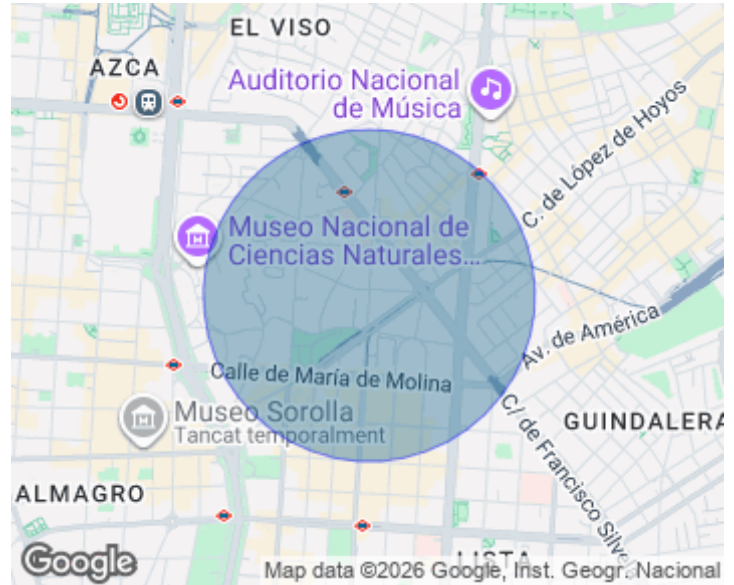 EL VISO
AZCA
Auditorio Nacional
de Música
C. de López de Hoyos
Museo Nacional de
Ciencias Naturales...
Av. de América
Calle de María de Molina
Museo Sorolla
Tancat temporalment
C/ de Francisco Silve
GUINDALERA
ALMAGRO
LISTA
Google
Map data ©2026 Google, Inst. Geogr. Nacional